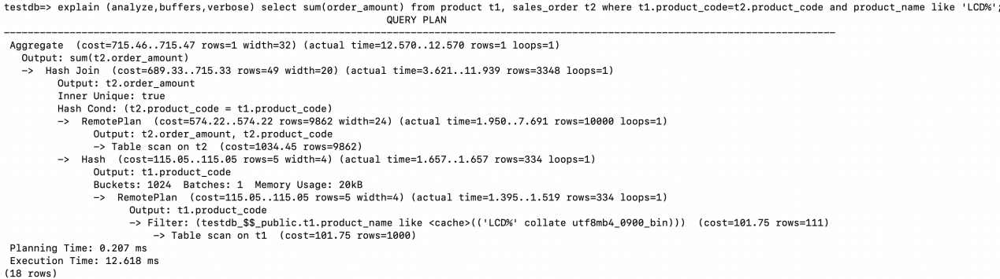 testdb=> explain (analyze,buffers,verbose) select sum(order_amount) from product t1, sales_order t2 where t1.product_code=t2.product_code and product_name like 'LCD%';
QUERY PLAN
Aggregate  (cost=715.46..715.47 rows=1 width=32) (actual time=12.570..12.570 rows=1 loops=1)
Output: sum(t2.order_amount)
->  Hash Join  (cost=689.33..715.33 rows=49 width=20) (actual time=3.621..11.939 rows=3348 loops=1)
Output: t2.order_amount
Inner Unique: true
Hash Cond: (t2.product_code = t1.product_code)
->  RemotePlan  (cost=574.22..574.22 rows=9862 width=24) (actual time=1.950..7.691 rows=10000 loops=1)
Output: t2.order_amount, t2.product_code
-> Table scan on t2  (cost=1034.45 rows=9862)
->  Hash  (cost=115.05..115.05 rows=5 width=4) (actual time=1.657..1.657 rows=334 loops=1)
Output: t1.product_code
Buckets: 1024  Batches: 1  Memory Usage: 20kB
->  RemotePlan  (cost=115.05..115.05 rows=5 width=4) (actual time=1.395..1.519 rows=334 loops=1)
Output: t1.product_code
-> Filter: (testdb_$$_public.t1.product_name like <cache>(('LCD%' collate utf8mb4_0900_bin)))  (cost=101.75 rows=111)
-> Table scan on t1  (cost=101.75 rows=1000)
Planning Time: 0.207 ms
Execution Time: 12.618 ms
(18 rows)